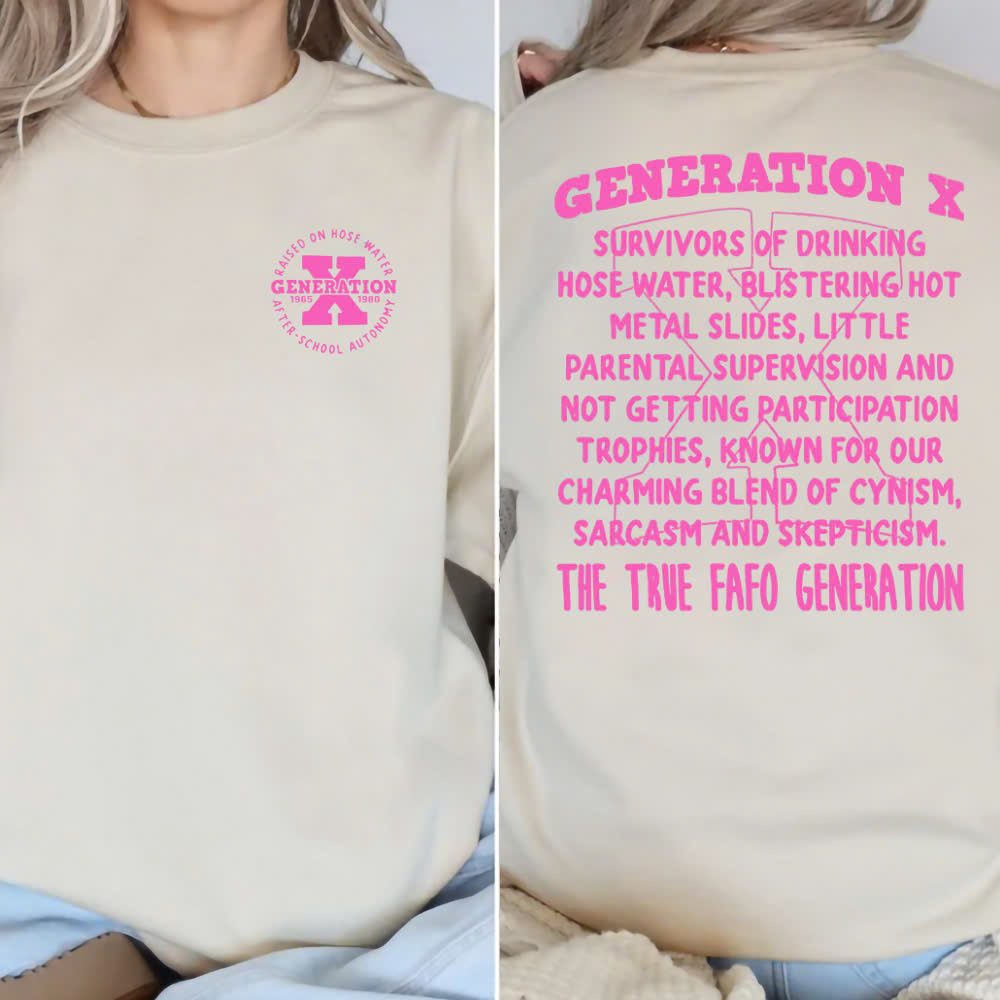 RAISED ON HOSE WATER
GENERATION
X
1965 1980
AFTER-SCHOOL AUTONOMY
GENERATION X
SURVIVORS OF DRINKING
HOSE WATER, BLISTERING HOT
METAL SLIDES, LITTLE
PARENTAL SUPERVISION AND
NOT GETTING PARTICIPATION
TROPHIES, KNOWN FOR OUR
CHARMING BLEND OF CYNISM,
SARCASM AND SKEPTICISM.
THE TRUE FAFO GENERATION